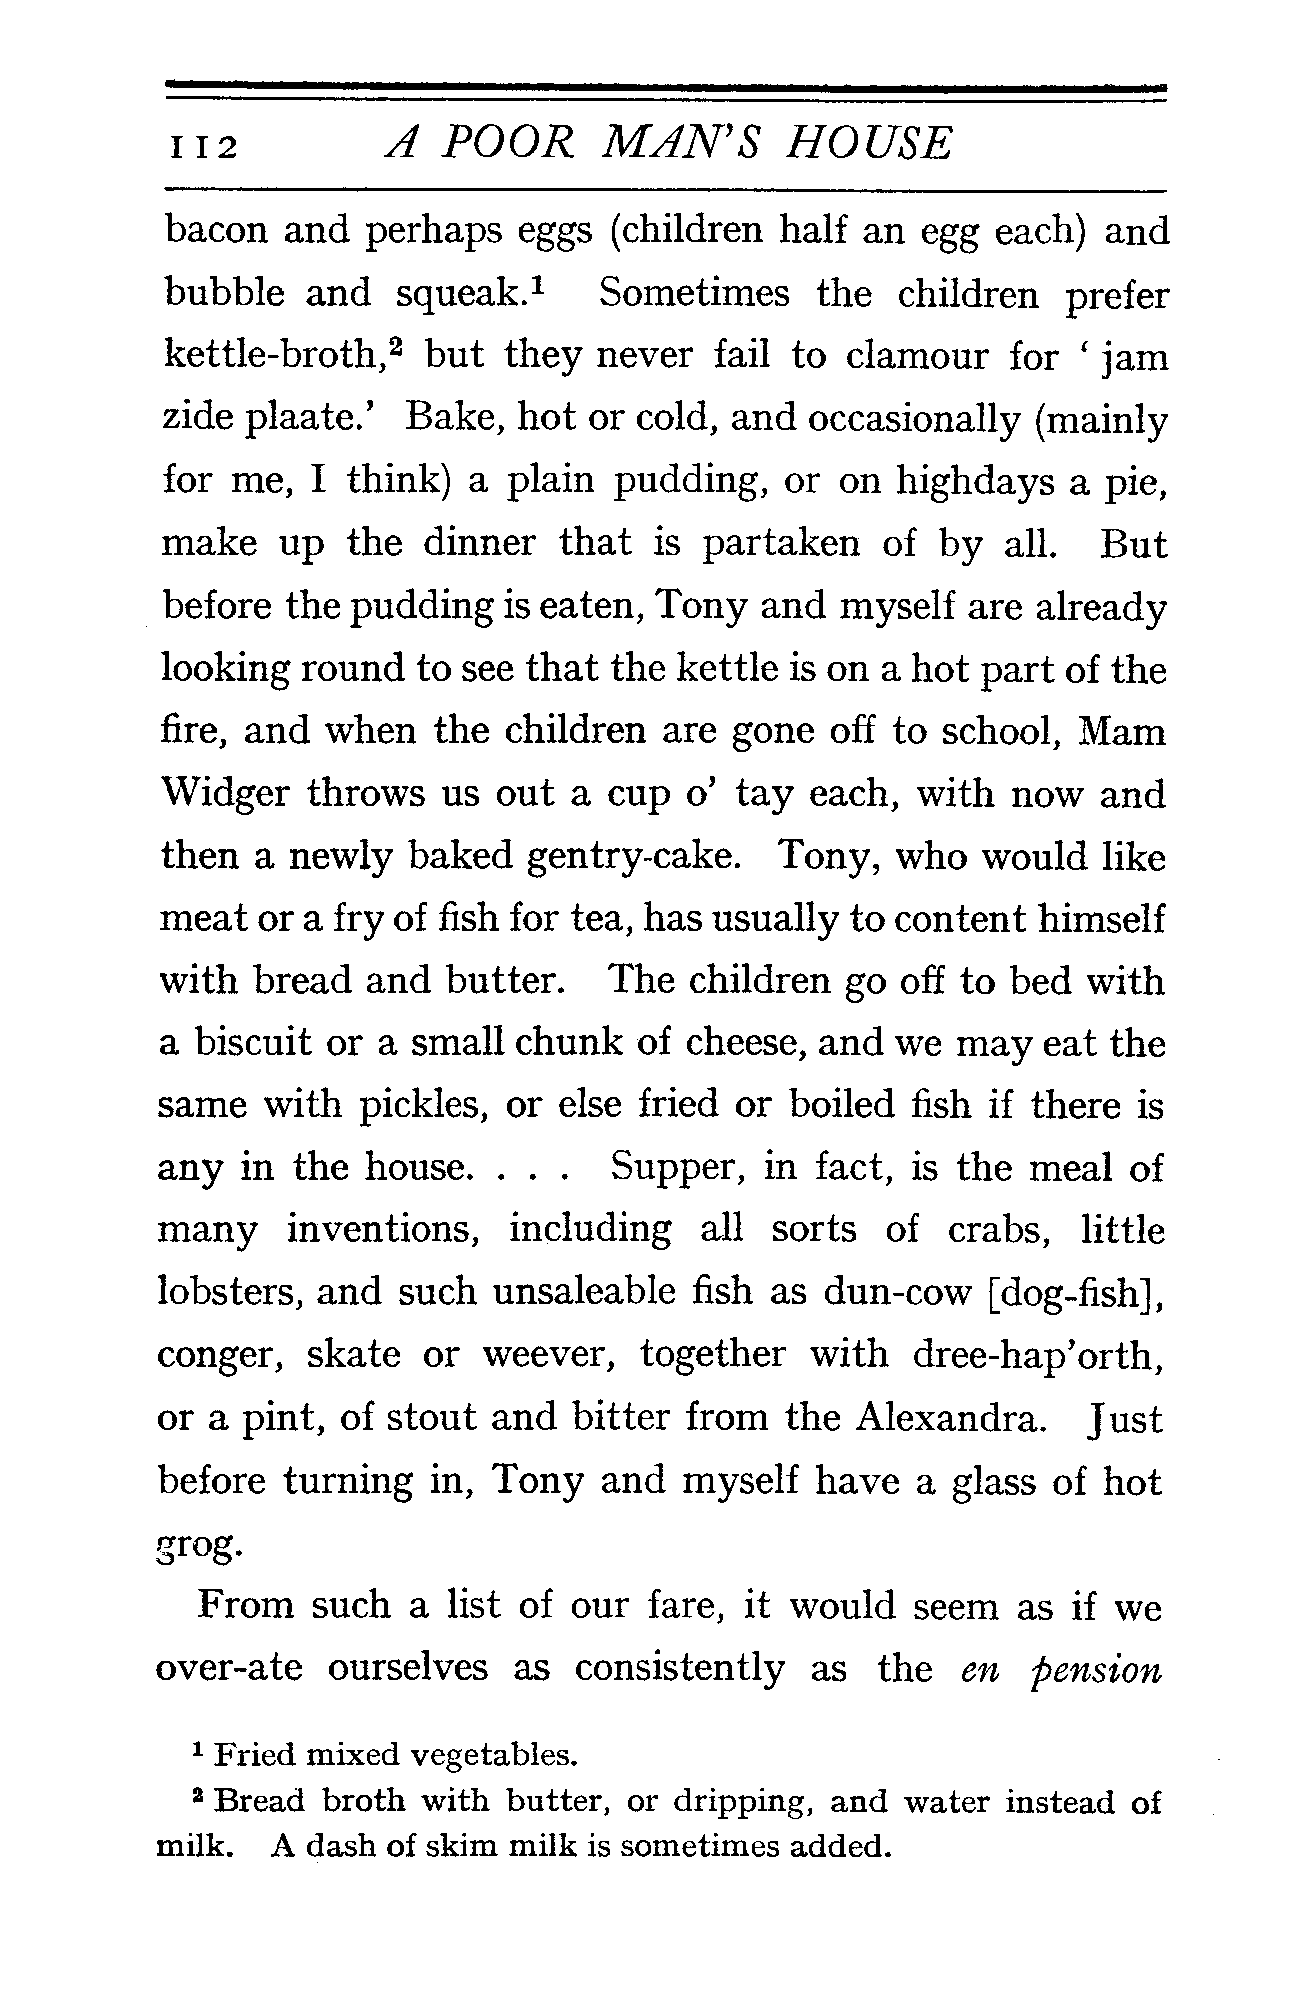 112 A POOR MAN'S HOUSE
bacon and perhaps eggs (children half an egg each) and
bubble and squeak.¹ Sometimes the children prefer
kettle-broth,² but they never fail to clamour for ‘ jam
zide plaate.’ Bake, hot or cold, and occasionally (mainly
for me, I think) a plain pudding, or on highdays a pie,
make up the dinner that is partaken of by all. But
before the pudding is eaten, Tony and myself are already
looking round to see that the kettle is on a hot part of the
fire, and when the children are gone off to school, Mam
Widger throws us out a cup o’ tay each, with now and
then a newly baked gentry-cake. Tony, who would like
meat or a fry of fish for tea, has usually to content himself
with bread and butter. The children go off to bed with
a biscuit or a small chunk of cheese, and we may eat the
same with pickles, or else fried or boiled fish if there is
any in the house. . . . Supper, in fact, is the meal of
many inventions, including all sorts of crabs, little
lobsters, and such unsaleable fish as dun-cow [dog-fish],
conger, skate or weever, together with dree-hap’orth,
or a pint, of stout and bitter from the Alexandra. Just
before turning in, Tony and myself have a glass of hot
grog.
From such a list of our fare, it would seem as if we
over-ate ourselves as consistently as the en pension
¹ Fried mixed vegetables.
² Bread broth with butter, or dripping, and water instead of
milk. A dash of skim milk is sometimes added.